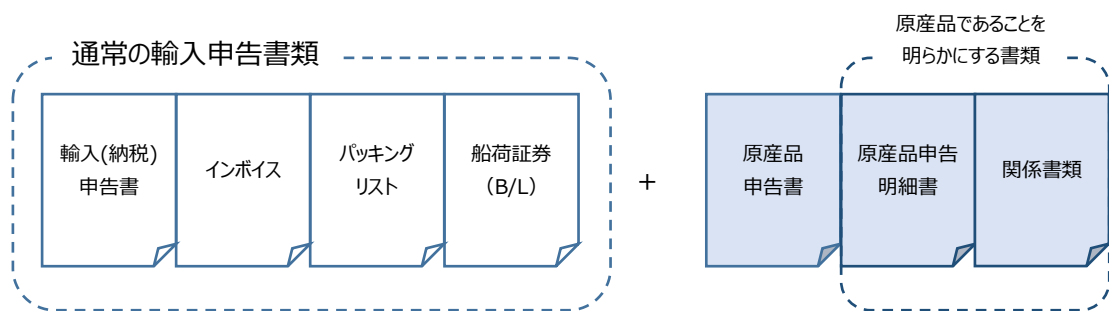 通常の輸入申告書類
輸入(納税)
申告書
インボイス
パッキング
リスト
船荷証券
（B/L）
+
原産品であることを
明らかにする書類
原産品
申告書
原産品申告
明細書
関係書類